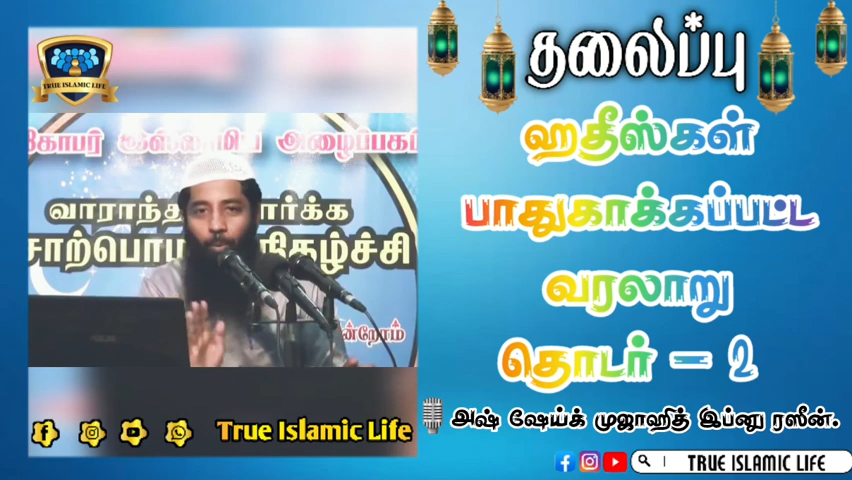 TRUE ISLAMIC LIFE
தலைப்பு
ஹதீஸ்கள்
பாதுகாக்கப்பட்ட
வரலாறு
தொடர் – 2
அஷ் ஷேய்க் முஜாஹித் இப்னு ரஸீன்.
இஸ்லாமிய
வாராந்த மார்க்க
True Islamic Life
TRUE ISLAMIC LIFE